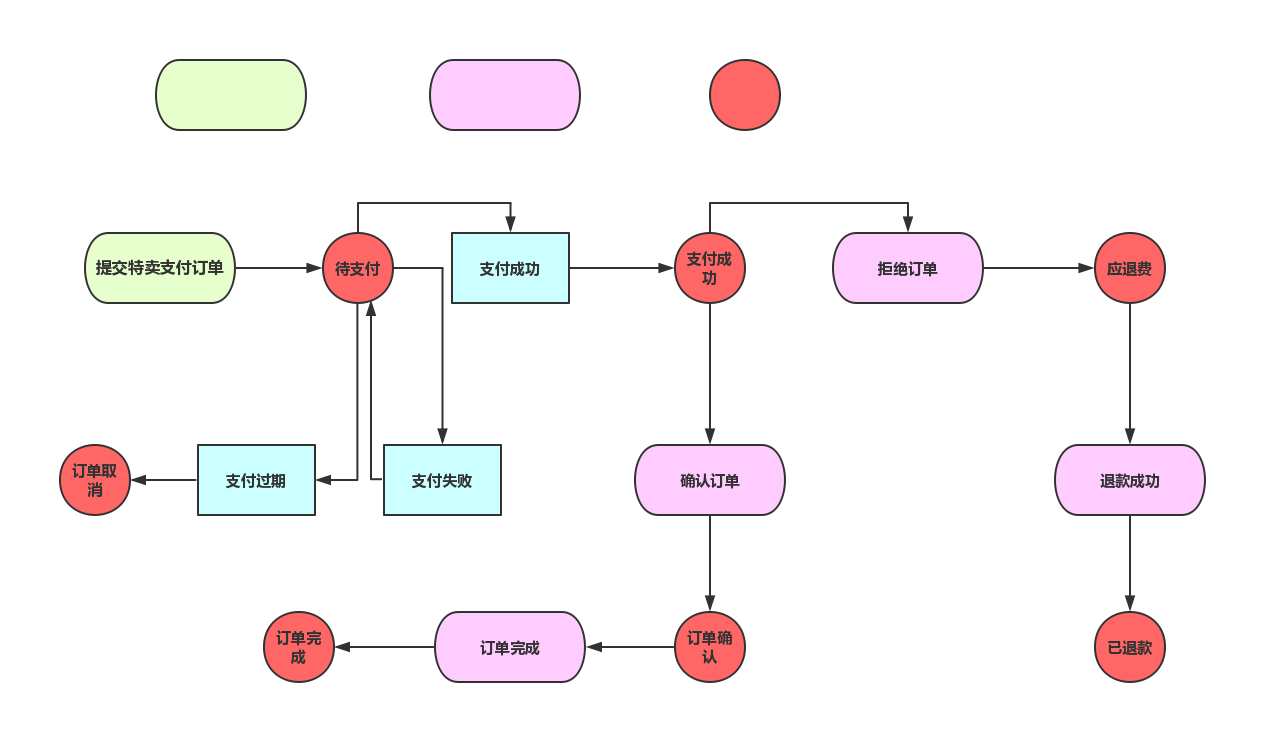 提交特卖支付订单
待支付
支付成功
支付成
功
拒绝订单
应退费
订单取
消
支付过期
支付失败
确认订单
退款成功
订单完
成
订单完成
订单确
认
已退款